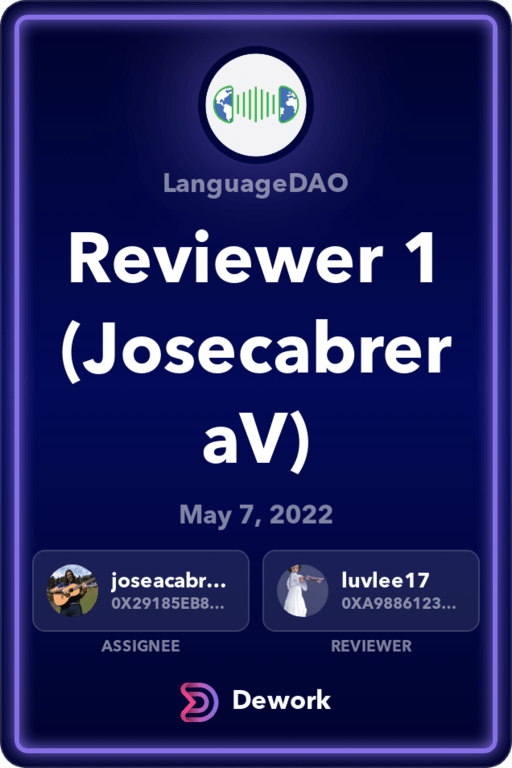 LanguageDAO
Reviewer 1
(Josecabrer
aV)
May 7, 2022
joseacabr...
0X29185EB8...
ASSIGNEE
luvlee17
0XA9886123...
REVIEWER
Dework